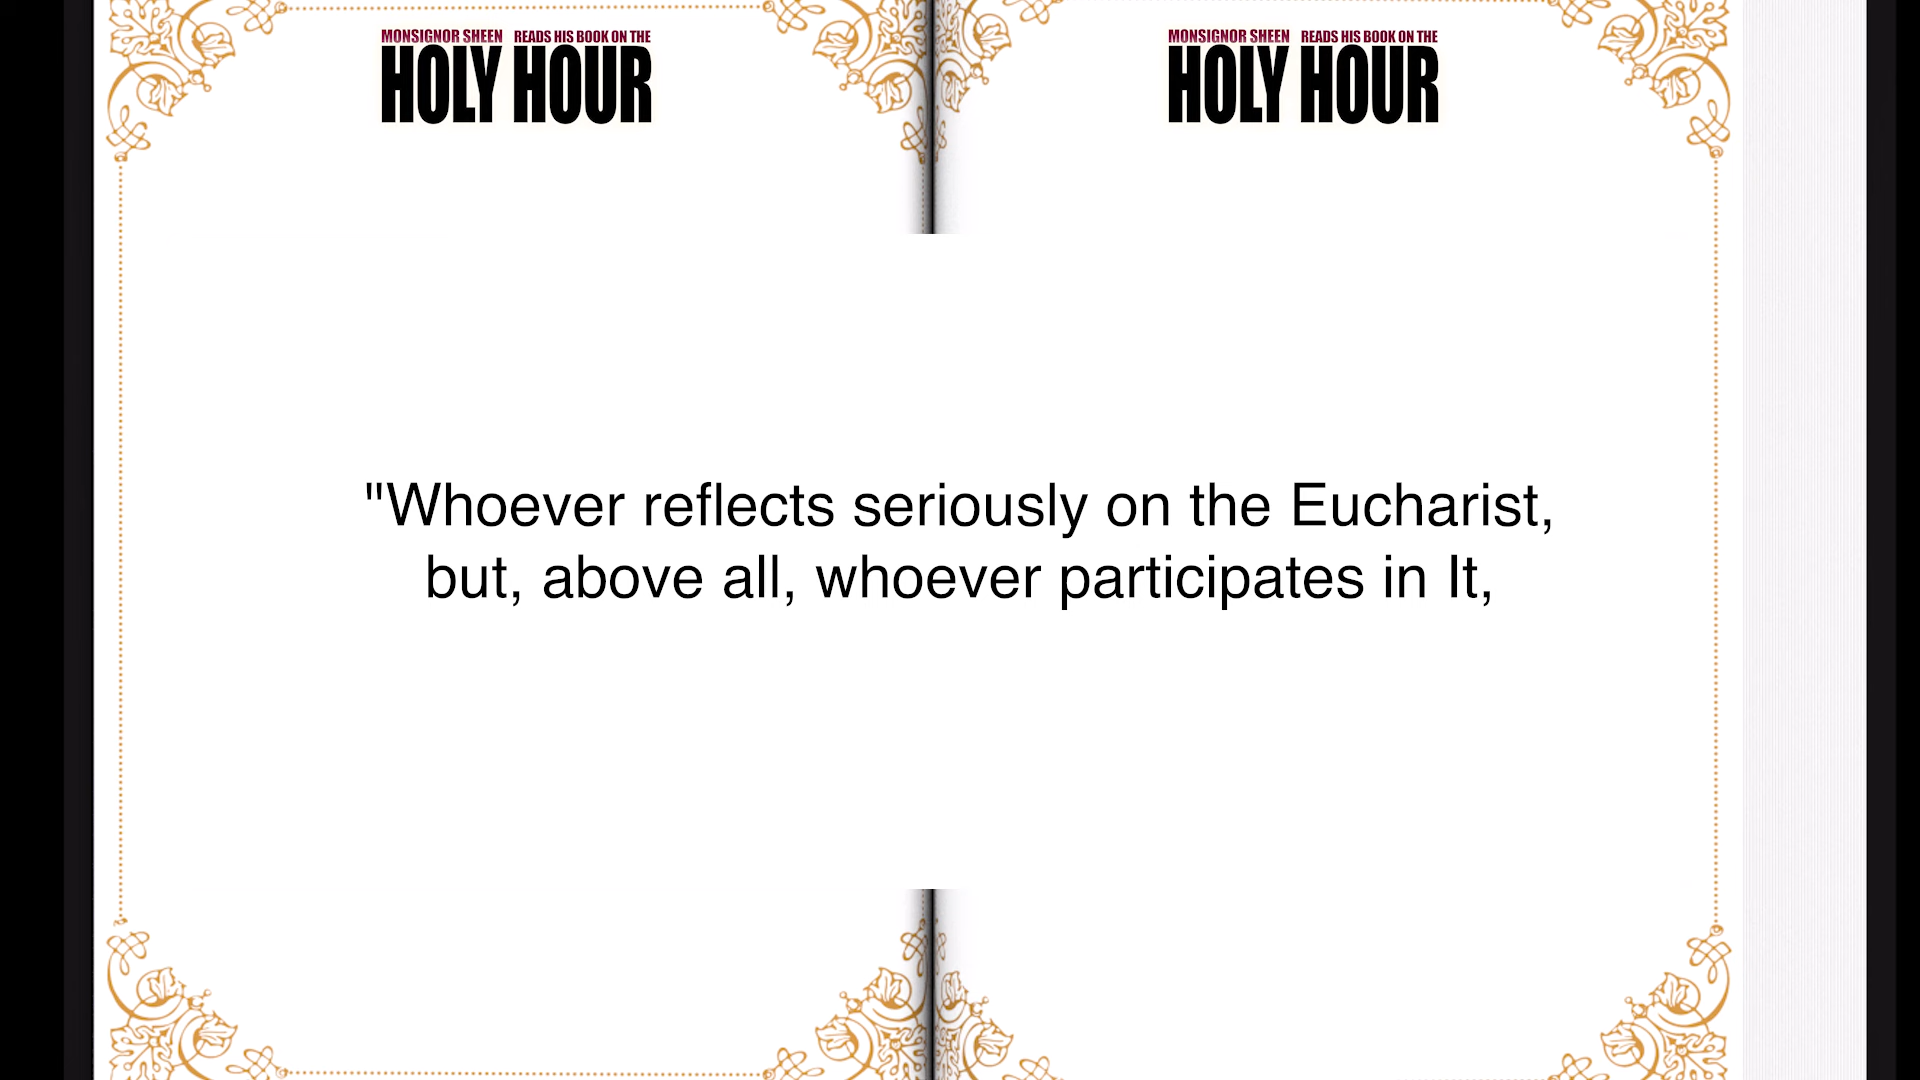 MONSIGNOR SHEEN READS HIS BOOK ON THE
HOLY HOUR
MONSIGNOR SHEEN READS HIS BOOK ON THE
HOLY HOUR
"Whoever reflects seriously on the Eucharist,
but, above all, whoever participates in It,